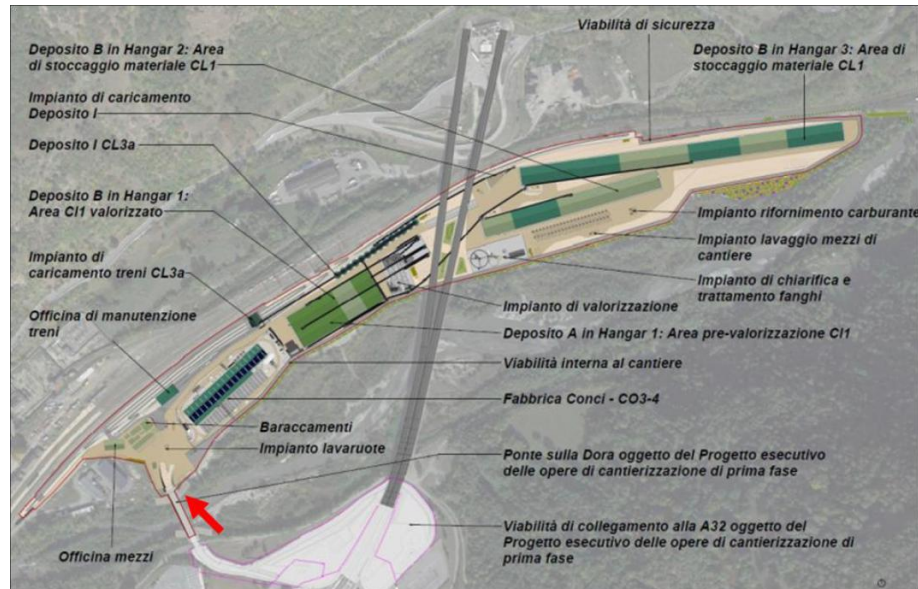 Deposito B in Hangar 2: Area
di stoccaggio materiale CL1
Impianto di caricamento
Deposito I
Deposito I CL3a
Deposito B in Hangar 1:
Area Cl1 valorizzato
Impianto di
caricamento treni CL3a
Officina di manutenzione
treni
Baraccamenti
Impianto lavaruote
Officina mezzi
Viabilità di sicurezza
Deposito B in Hangar 3: Area di
stoccaggio materiale CL1
Impianto rifornimento carburante
Impianto lavaggio mezzi di
cantiere
Impianto di chiarifica e
trattamento fanghi
Impianto di valorizzazione
Deposito A in Hangar 1: Area pre-valorizzazione Cl1
Viabilità interna al cantiere
Fabbrica Conci - CO3-4
Ponte sulla Dora oggetto del Progetto esecutivo
delle opere di cantierizzazione di prima fase
Viabilità di collegamento alla A32 oggetto del
Progetto esecutivo delle opere di cantierizzazione di
prima fase